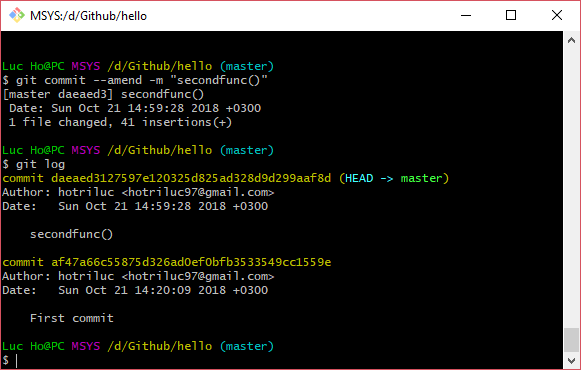 MSYS:/d/Github/hello
Luc Ho@PC MSYS /d/Github/hello (master)
$ git commit --amend -m "secondfunc()"
[master daeaed3] secondfunc()
 Date: Sun Oct 21 14:59:28 2018 +0300
 1 file changed, 41 insertions(+)
Luc Ho@PC MSYS /d/Github/hello (master)
$ git log
commit daeaed3127597e120325d825ad328d9d299aaf8d (HEAD -> master)
Author: hotriluc <hotriluc97@gmail.com>
Date:   Sun Oct 21 14:59:28 2018 +0300
    secondfunc()
commit af47a66c55875d326ad0ef0bfb3533549cc1559e
Author: hotriluc <hotriluc97@gmail.com>
Date:   Sun Oct 21 14:20:09 2018 +0300
    First commit
Luc Ho@PC MSYS /d/Github/hello (master)
$